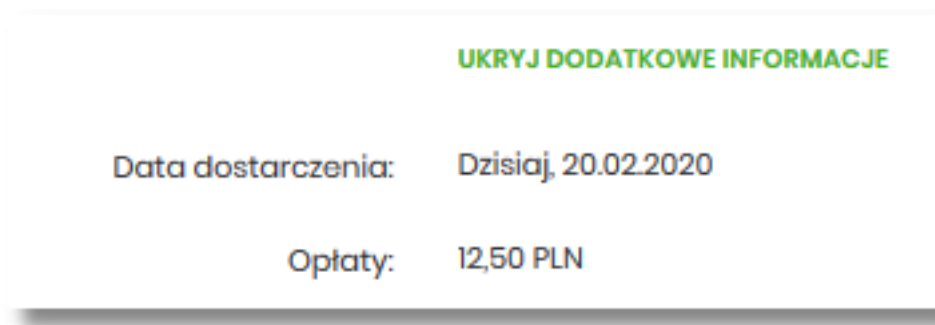 UKRYJ DODATKOWE INFORMACJE
Data dostarczenia: Dzisiaj, 20.02.2020
Opłaty: 12,50 PLN